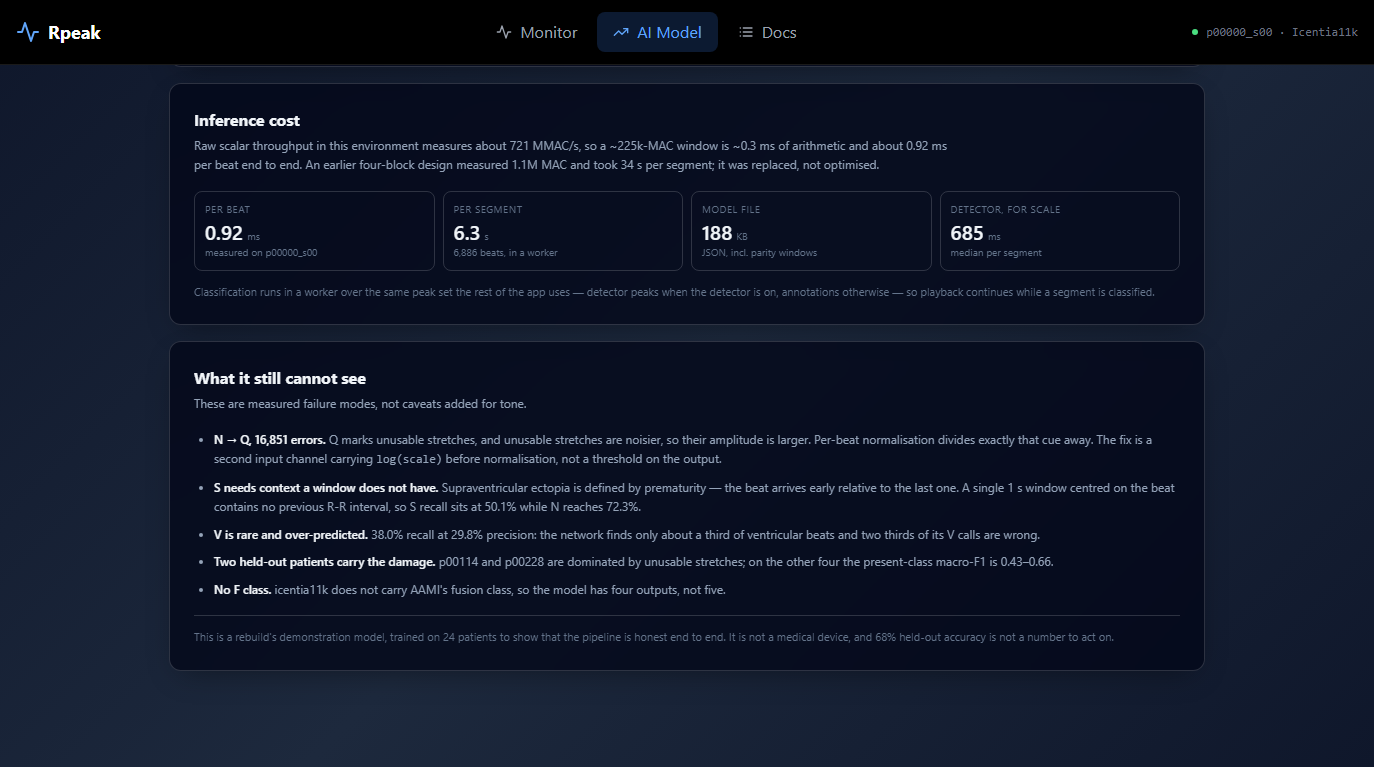 Rpeak
Monitor
AI Model
Docs
p00000_s00 · Icentia11k
Inference cost
Raw scalar throughput in this environment measures about 721 MMAC/s, so a ~225k-MAC window is ~0.3 ms of arithmetic and about 0.92 ms
per beat end to end. An earlier four-block design measured 1.1M MAC and took 34 s per segment; it was replaced, not optimised.
PER BEAT
0.92 ms
measured on p00000_s00
PER SEGMENT
6.3 s
6,886 beats, in a worker
MODEL FILE
188 KB
JSON, incl. parity windows
DETECTOR, FOR SCALE
685 ms
median per segment
Classification runs in a worker over the same peak set the rest of the app uses — detector peaks when the detector is on, annotations otherwise — so playback continues while a segment is classified.
What it still cannot see
These are measured failure modes, not caveats added for tone.
• N → Q, 16,851 errors. Q marks unusable stretches, and unusable stretches are noisier, so their amplitude is larger. Per-beat normalisation divides exactly that cue away. The fix is a
second input channel carrying log(scale) before normalisation, not a threshold on the output.
• S needs context a window does not have. Supraventricular ectopia is defined by prematurity — the beat arrives early relative to the last one. A single 1 s window centred on the beat
contains no previous R-R interval, so S recall sits at 50.1% while N reaches 72.3%.
• V is rare and over-predicted. 38.0% recall at 29.8% precision: the network finds only about a third of ventricular beats and two thirds of its V calls are wrong.
• Two held-out patients carry the damage. p00114 and p00228 are dominated by unusable stretches; on the other four the present-class macro-F1 is 0.43–0.66.
• No F class. icentia11k does not carry AAMI's fusion class, so the model has four outputs, not five.
This is a rebuild's demonstration model, trained on 24 patients to show that the pipeline is honest end to end. It is not a medical device, and 68% held-out accuracy is not a number to act on.